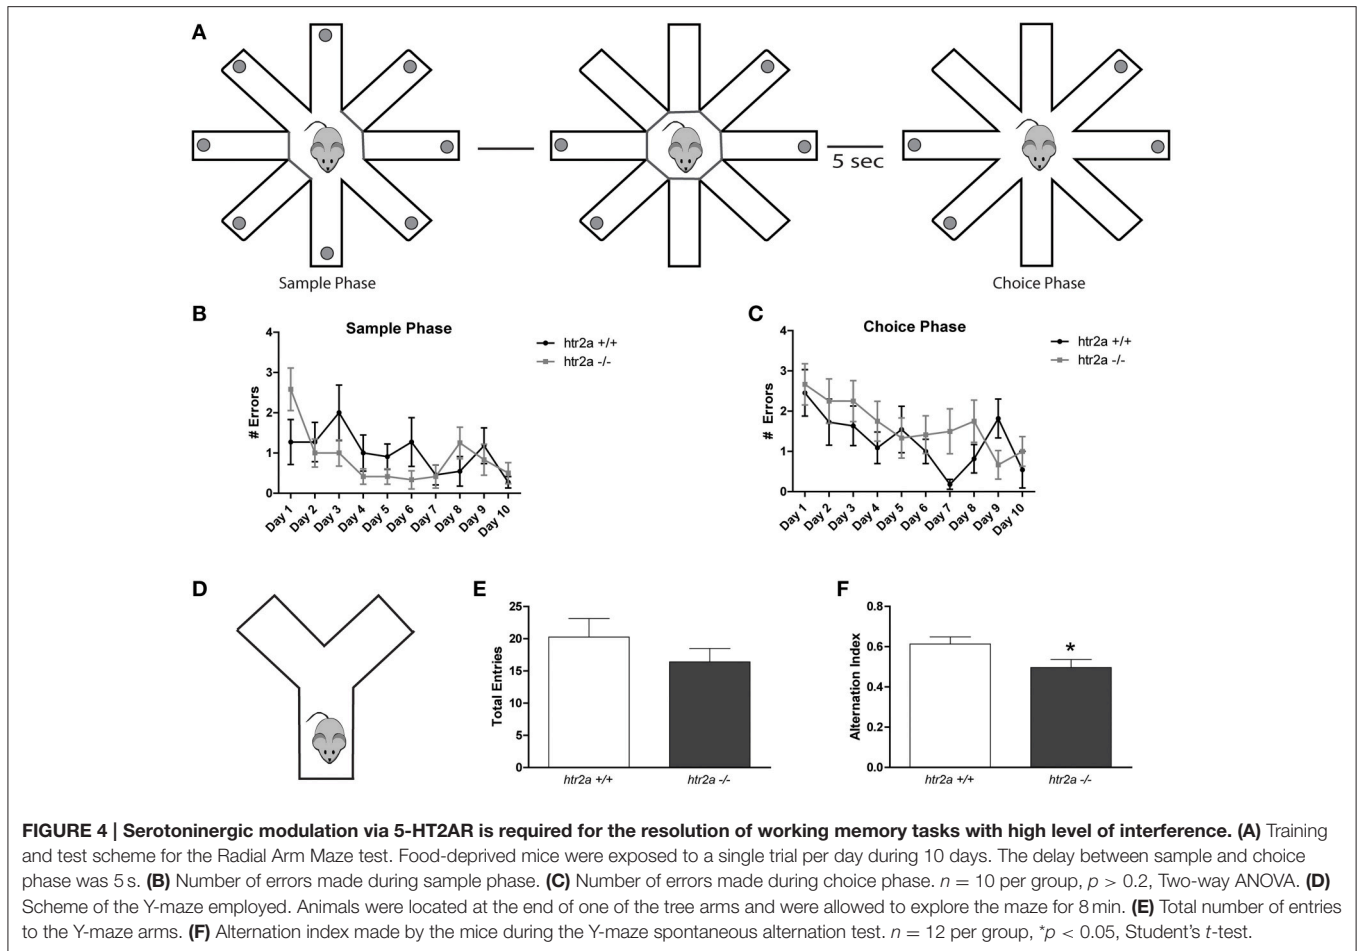 A
5 sec
Sample Phase
Choice Phase
B
Sample Phase
htr2a +/+
htr2a -/-
# Errors
4
3
2
1
0
Day 1
Day 2
Day 3
Day 4
Day 5
Day 6
Day 7
Day 8
Day 9
Day 10
C
Choice Phase
htr2a +/+
htr2a -/-
# Errors
4
3
2
1
0
Day 1
Day 2
Day 3
Day 4
Day 5
Day 6
Day 7
Day 8
Day 9
Day 10
D
E
Total Entries
25
20
15
10
5
0
htr2a +/+
htr2a -/-
F
Alternation Index
0.8
0.6
0.4
0.2
0.0
*
htr2a +/+
htr2a -/-
FIGURE 4 | Serotoninergic modulation via 5-HT2AR is required for the resolution of working memory tasks with high level of interference. (A) Training
and test scheme for the Radial Arm Maze test. Food-deprived mice were exposed to a single trial per day during 10 days. The delay between sample and choice
phase was 5 s. (B) Number of errors made during sample phase. (C) Number of errors made during choice phase. n = 10 per group, p > 0.2, Two-way ANOVA. (D)
Scheme of the Y-maze employed. Animals were located at the end of one of the tree arms and were allowed to explore the maze for 8 min. (E) Total number of entries
to the Y-maze arms. (F) Alternation index made by the mice during the Y-maze spontaneous alternation test. n = 12 per group, *p < 0.05, Student's t-test.